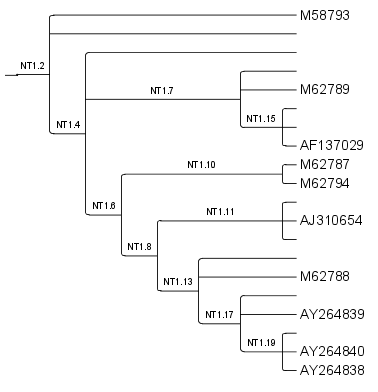 M58793
NT1.2
NT1.7
M62789
NT1.15
NT1.4
AF137029
NT1.10
M62787
M62794
NT1.6
NT1.11
AJ310654
NT1.8
M62788
NT1.13
AY264839
NT1.17
NT1.19
AY264840
AY264838